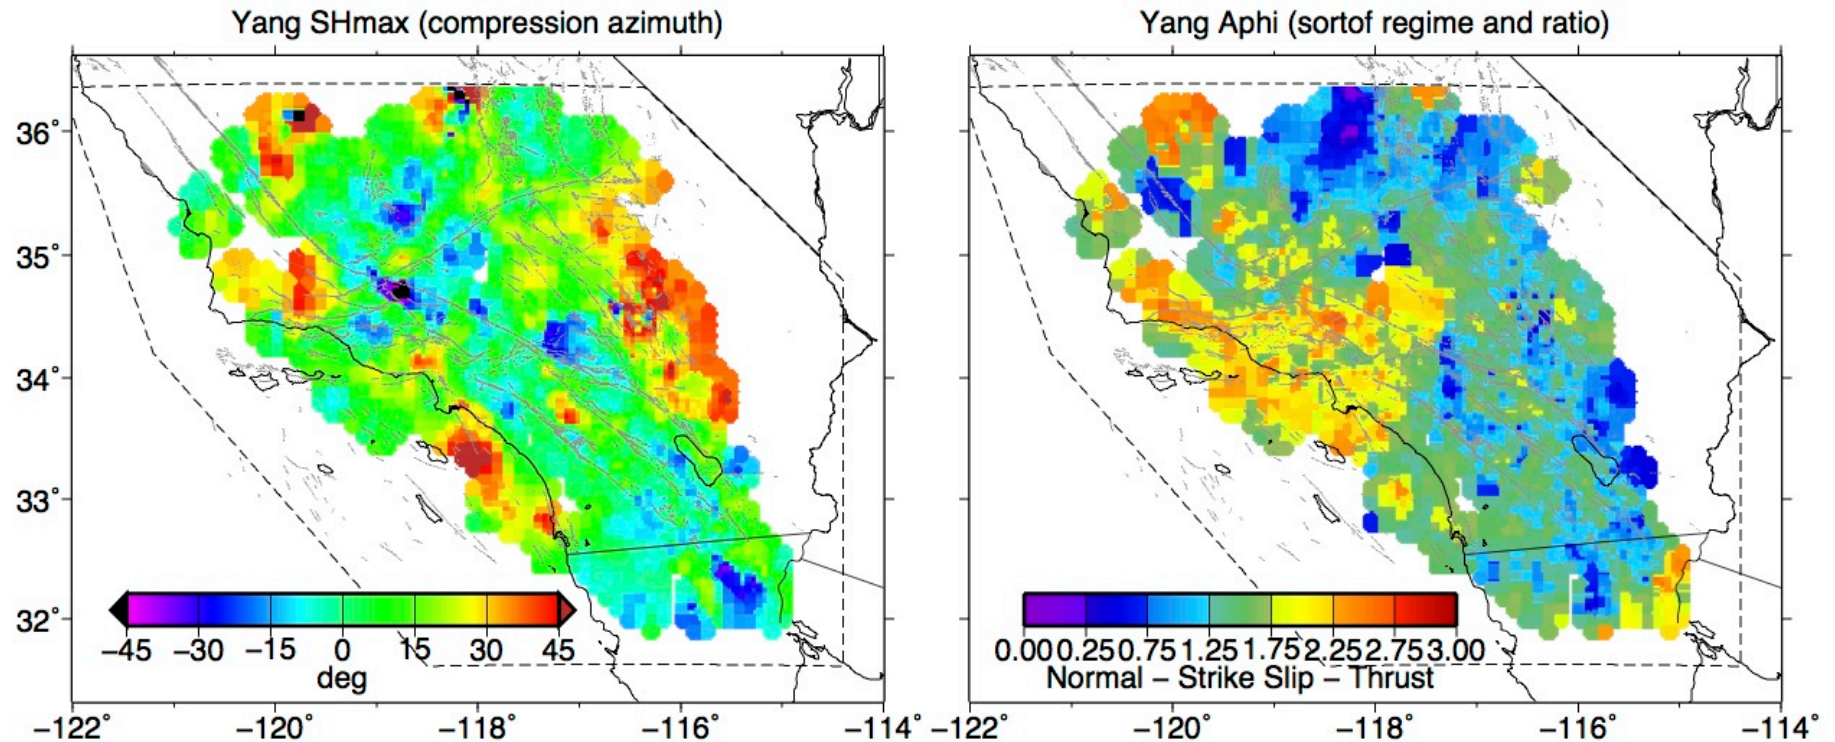 Yang SHmax (compression azimuth)
Yang Aphi (sortof regime and ratio)
36°
35°
34°
33°
32°
−45 −30 −15 0 15 30 45
deg
0.00 0.25 0.75 1.25 1.75 2.25 2.75 3.00
Normal − Strike Slip − Thrust
−122° −120° −118° −116° −114°
−122° −120° −118° −116° −114°